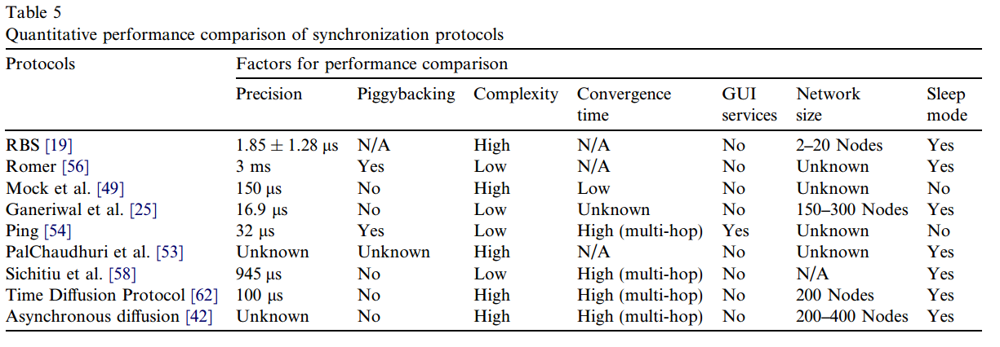 Table 5
Quantitative performance comparison of synchronization protocols
Protocols Factors for performance comparison
Precision Piggybacking Complexity Convergence time GUI services Network size Sleep mode
RBS [19] 1.85 ± 1.28 μs N/A High N/A No 2–20 Nodes Yes
Romer [56] 3 ms Yes Low N/A No Unknown Yes
Mock et al. [49] 150 μs No High Low No Unknown No
Ganeriwal et al. [25] 16.9 μs No Low Unknown No 150–300 Nodes Yes
Ping [54] 32 μs Yes Low High (multi-hop) Yes Unknown No
PalChaudhuri et al. [53] Unknown Unknown High N/A No Unknown Yes
Sichitiu et al. [58] 945 μs No Low High (multi-hop) No N/A Yes
Time Diffusion Protocol [62] 100 μs No High High (multi-hop) No 200 Nodes Yes
Asynchronous diffusion [42] Unknown No High High (multi-hop) No 200–400 Nodes Yes